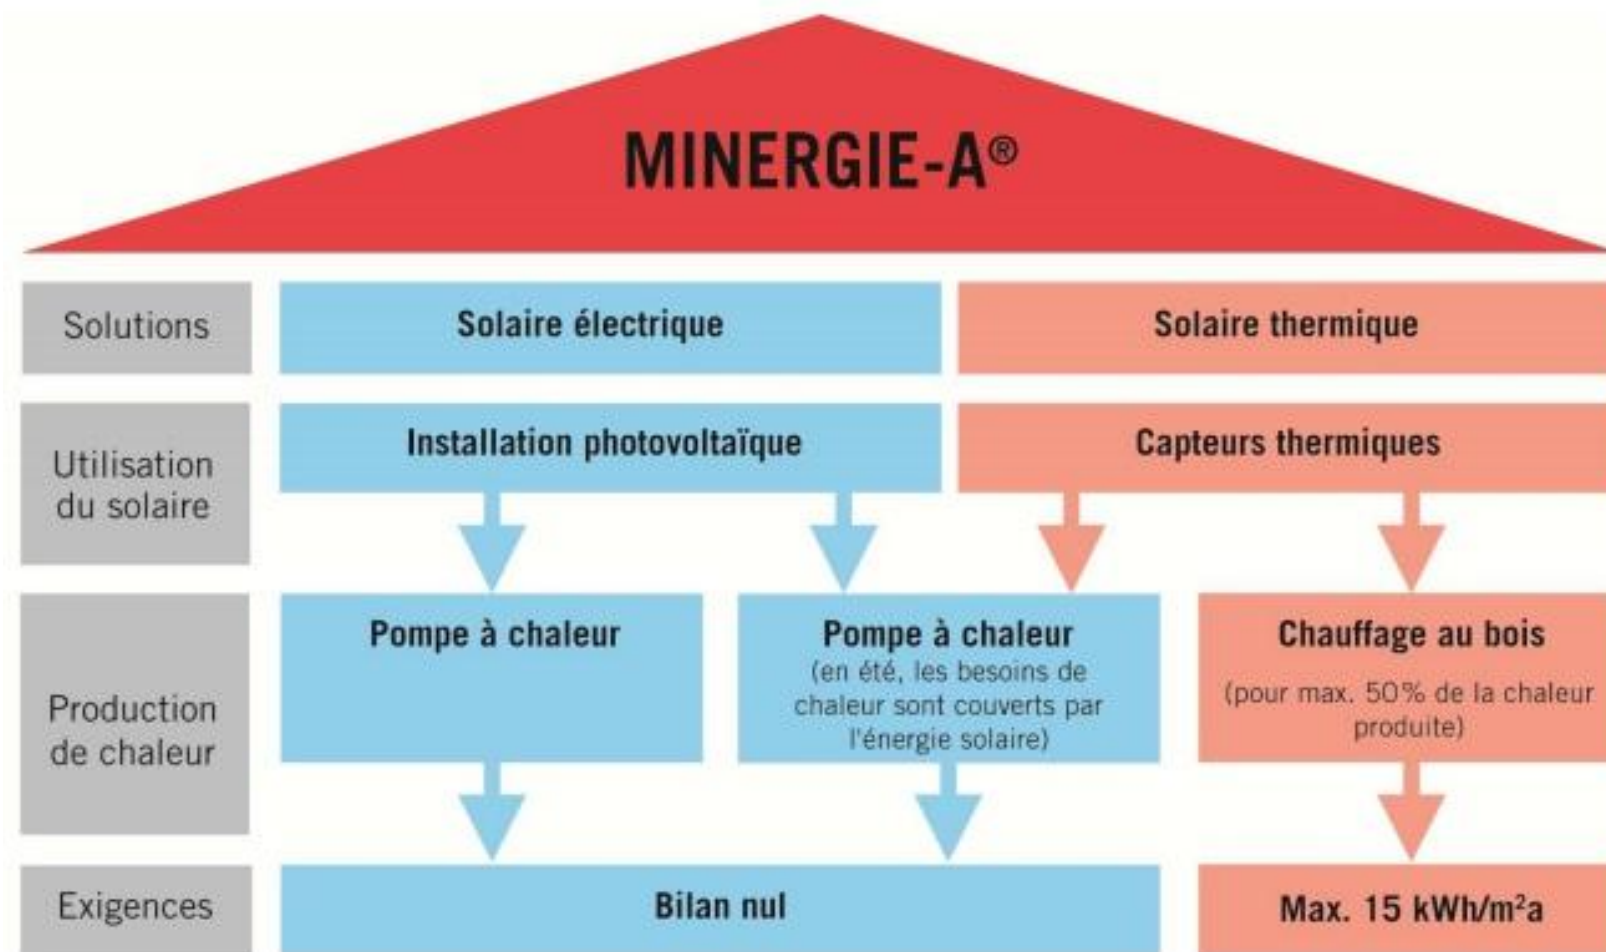 MINERGIE-A®
Solutions
Solaire électrique
Solaire thermique
Utilisation
du solaire
Installation photovoltaïque
Capteurs thermiques
Production
de chaleur
Pompe à chaleur
Pompe à chaleur
(en été, les besoins de
chaleur sont couverts par
l'énergie solaire)
Chauffage au bois
(pour max. 50% de la chaleur
produite)
Exigences
Bilan nul
Max. 15 kWh/m²a